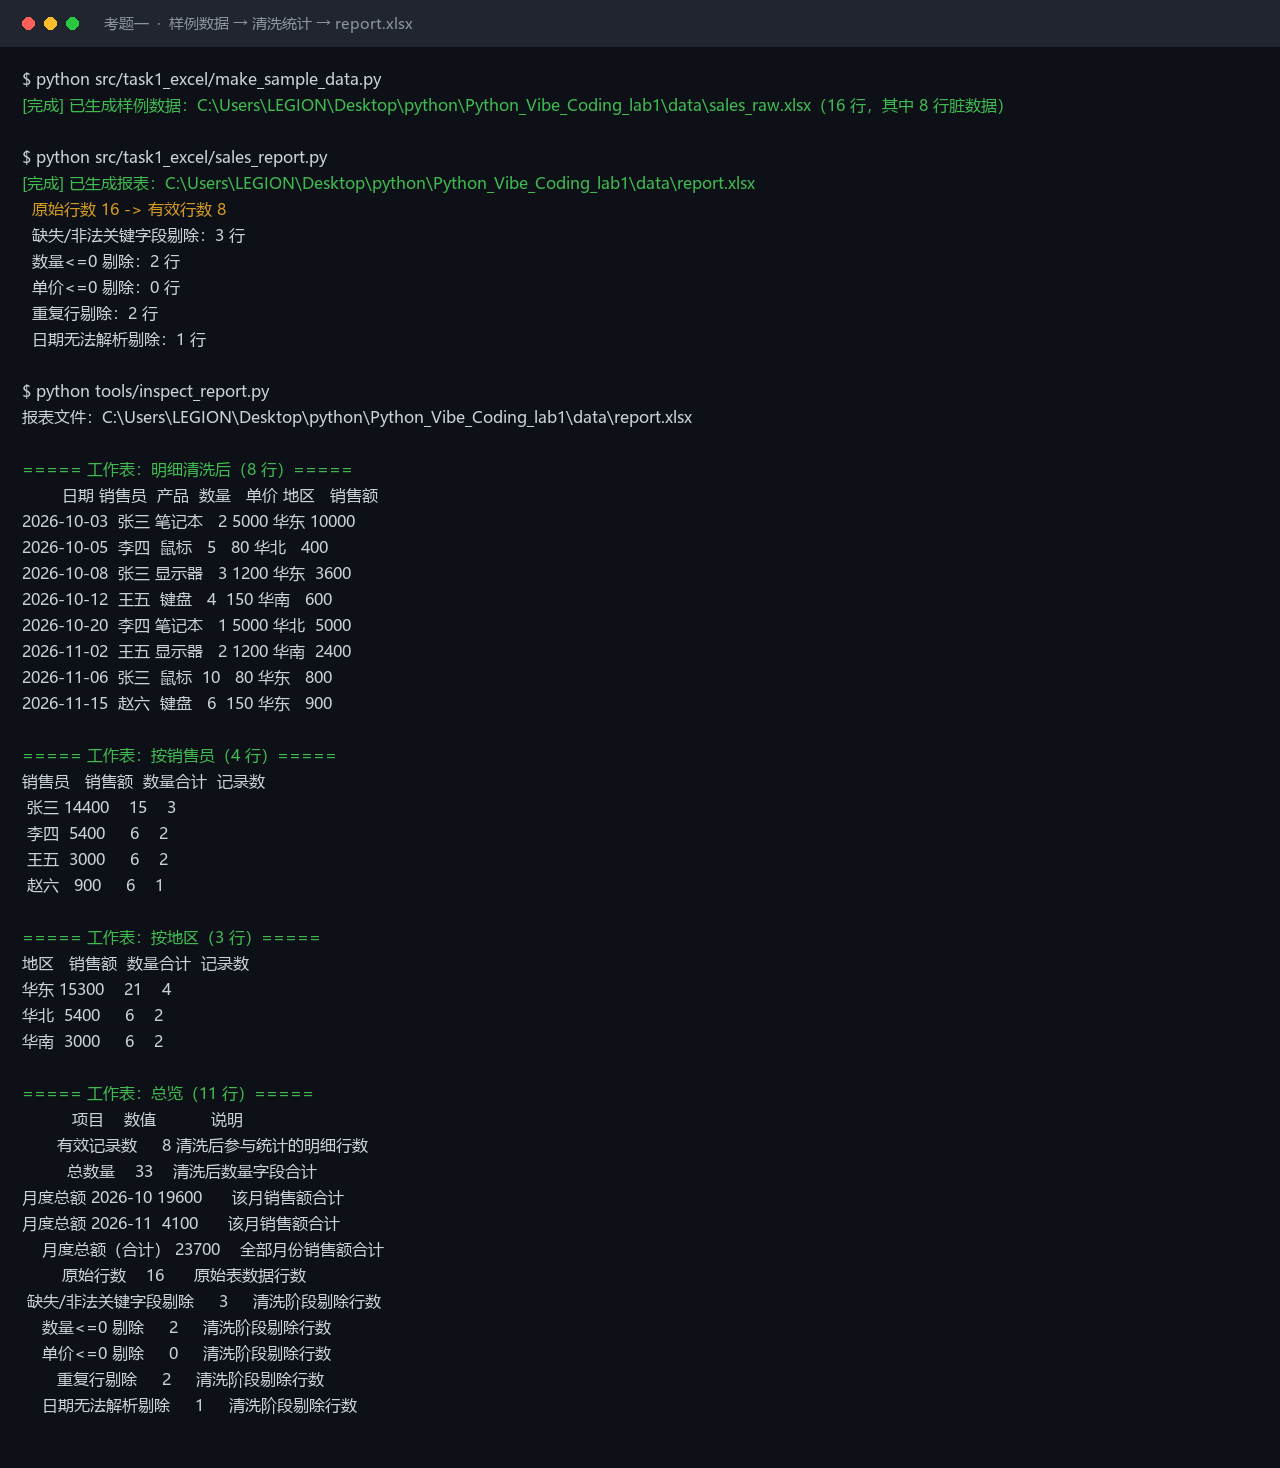 考题一 · 样例数据 → 清洗统计 → report.xlsx
$ python src/task1_excel/make_sample_data.py
[完成] 已生成样例数据：C:\Users\LEGION\Desktop\python\Python_Vibe_Coding_lab1\data\sales_raw.xlsx（16 行，其中 8 行脏数据）
$ python src/task1_excel/sales_report.py
[完成] 已生成报表：C:\Users\LEGION\Desktop\python\Python_Vibe_Coding_lab1\data\report.xlsx
原始行数 16 -> 有效行数 8
缺失/非法关键字段剔除：3 行
数量<=0 剔除：2 行
单价<=0 剔除：0 行
重复行剔除：2 行
日期无法解析剔除：1 行
$ python tools/inspect_report.py
报表文件：C:\Users\LEGION\Desktop\python\Python_Vibe_Coding_lab1\data\report.xlsx
===== 工作表：明细清洗后（8 行）=====
日期 销售员 产品 数量 单价 地区 销售额
2026-10-03 张三 笔记本 2 5000 华东 10000
2026-10-05 李四 鼠标 5 80 华北 400
2026-10-08 张三 显示器 3 1200 华东 3600
2026-10-12 王五 键盘 4 150 华南 600
2026-10-20 李四 笔记本 1 5000 华北 5000
2026-11-02 王五 显示器 2 1200 华南 2400
2026-11-06 张三 鼠标 10 80 华东 800
2026-11-15 赵六 键盘 6 150 华东 900
===== 工作表：按销售员（4 行）=====
销售员 销售额 数量合计 记录数
张三 14400 15 3
李四 5400 6 2
王五 3000 6 2
赵六 900 6 1
===== 工作表：按地区（3 行）=====
地区 销售额 数量合计 记录数
华东 15300 21 4
华北 5400 6 2
华南 3000 6 2
===== 工作表：总览（11 行）=====
项目 数值 说明
有效记录数 8 清洗后参与统计的明细行数
总数量 33 清洗后数量字段合计
月度总额 2026-10 19600 该月销售额合计
月度总额 2026-11 4100 该月销售额合计
月度总额（合计） 23700 全部月份销售额合计
原始行数 16 原始表数据行数
缺失/非法关键字段剔除 3 清洗阶段剔除行数
数量<=0 剔除 2 清洗阶段剔除行数
单价<=0 剔除 0 清洗阶段剔除行数
重复行剔除 2 清洗阶段剔除行数
日期无法解析剔除 1 清洗阶段剔除行数